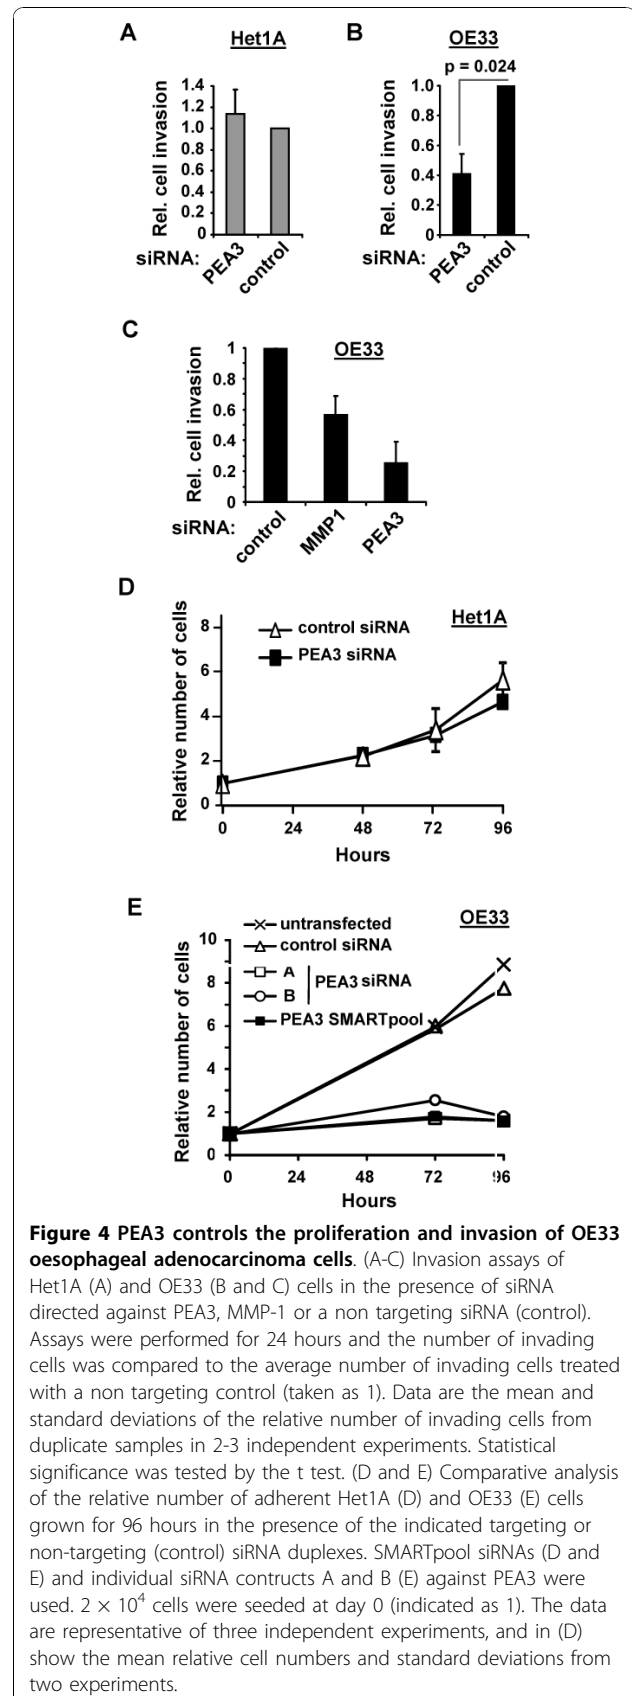 A
Het1A
Rel. cell invasion
1.4
1.2
1.0
0.8
0.6
0.4
0.2
0
siRNA:
PEA3
control
B
OE33
p = 0.024
Rel. cell invasion
1.0
0.8
0.6
0.4
0.2
0
siRNA:
PEA3
control
C
OE33
Rel. cell invasion
1
0.8
0.6
0.4
0.2
0
siRNA:
control
MMP1
PEA3
D
Het1A
control siRNA
PEA3 siRNA
Relative number of cells
8
6
4
2
0
0 24 48 72 96
Hours
E
OE33
untransfected
control siRNA
A
B
PEA3 siRNA
PEA3 SMARTpool
Relative number of cells
10
8
6
4
2
0
0 24 48 72 96
Hours
Figure 4 PEA3 controls the proliferation and invasion of OE33
oesophageal adenocarcinoma cells. (A-C) Invasion assays of
Het1A (A) and OE33 (B and C) cells in the presence of siRNA
directed against PEA3, MMP-1 or a non targeting siRNA (control).
Assays were performed for 24 hours and the number of invading
cells was compared to the average number of invading cells treated
with a non targeting control (taken as 1). Data are the mean and
standard deviations of the relative number of invading cells from
duplicate samples in 2-3 independent experiments. Statistical
significance was tested by the t test. (D and E) Comparative analysis
of the relative number of adherent Het1A (D) and OE33 (E) cells
grown for 96 hours in the presence of the indicated targeting or
non-targeting (control) siRNA duplexes. SMARTpool siRNAs (D and
E) and individual siRNA contructs A and B (E) against PEA3 were
used. 2 × 10⁴ cells were seeded at day 0 (indicated as 1). The data
are representative of three independent experiments, and in (D)
show the mean relative cell numbers and standard deviations from
two experiments.